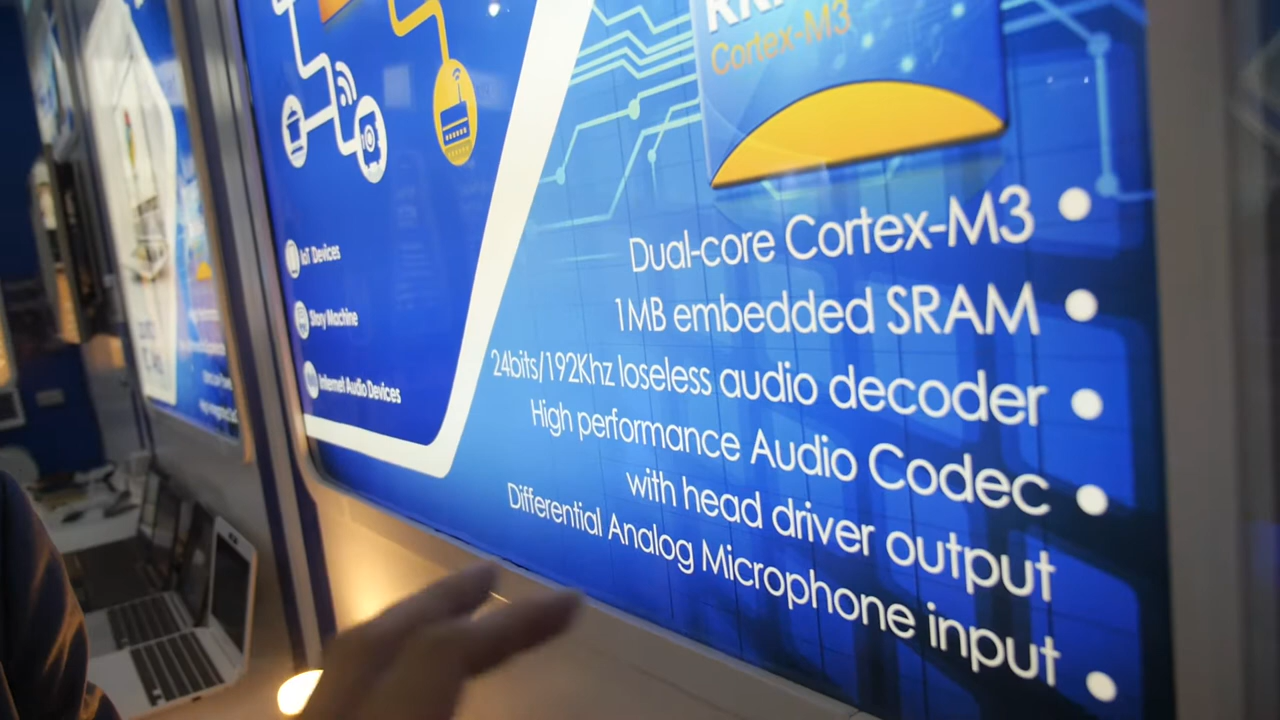 Cortex-M3
Dual-core Cortex-M3
1MB embedded SRAM
24bits/192Khz loseless audio decoder
High performance Audio Codec
with head driver output
Differential Analog Microphone input
IoT Devices
Story Machine
Internet Audio Devices